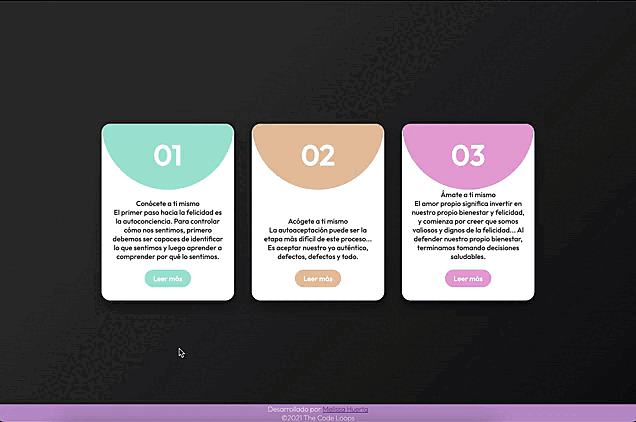 01
Conócete a ti mismo
El primer paso hacia la felicidad es
la autoconciencia. Para controlar
cómo nos sentimos, primero
debemos ser capaces de identificar
lo que sentimos y luego aprender a
comprender por qué lo sentimos.
Leer más
02
Acógete a ti mismo
La autoaceptación puede ser la
etapa más difícil de este proceso...
Es aceptar nuestro yo auténtico,
defectos, defectos y todo.
Leer más
03
Ámate a ti mismo
El amor propio significa invertir en
nuestro propio bienestar y felicidad,
y comienza por creer que somos
valiosos y dignos de la felicidad... Al
defender nuestro propio bienestar,
terminamos tomando decisiones
saludables.
Leer más
Desarrollado por Melissa Huerta
©2021 The Code Loops